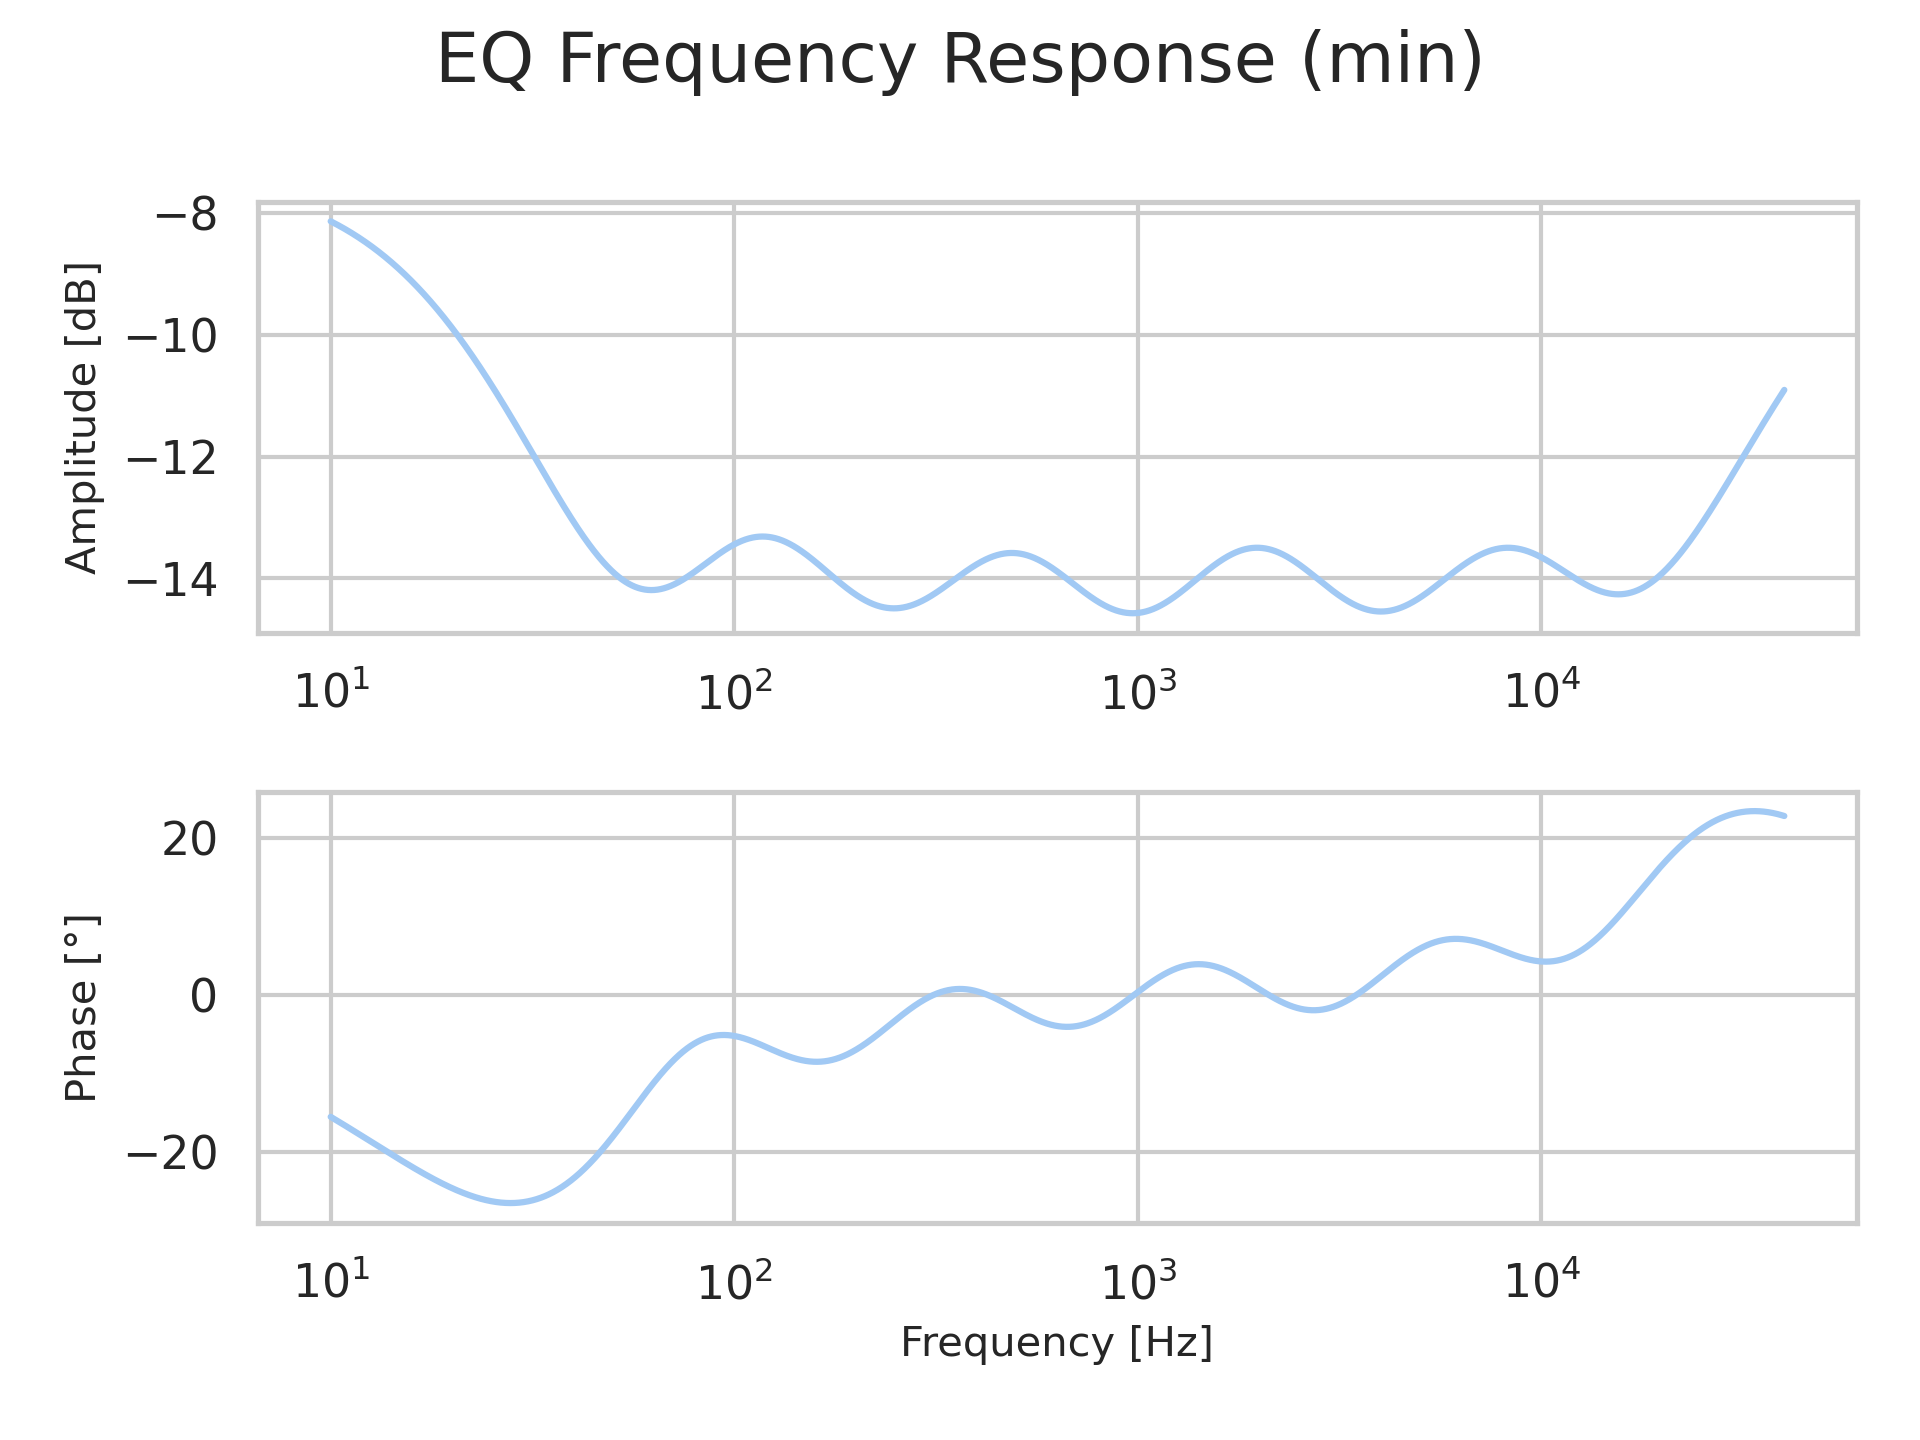 EQ Frequency Response (min)
Amplitude [dB]
−8
−10
−12
−14
10¹ 10² 10³ 10⁴
Phase [°]
20
0
−20
10¹ 10² 10³ 10⁴
Frequency [Hz]